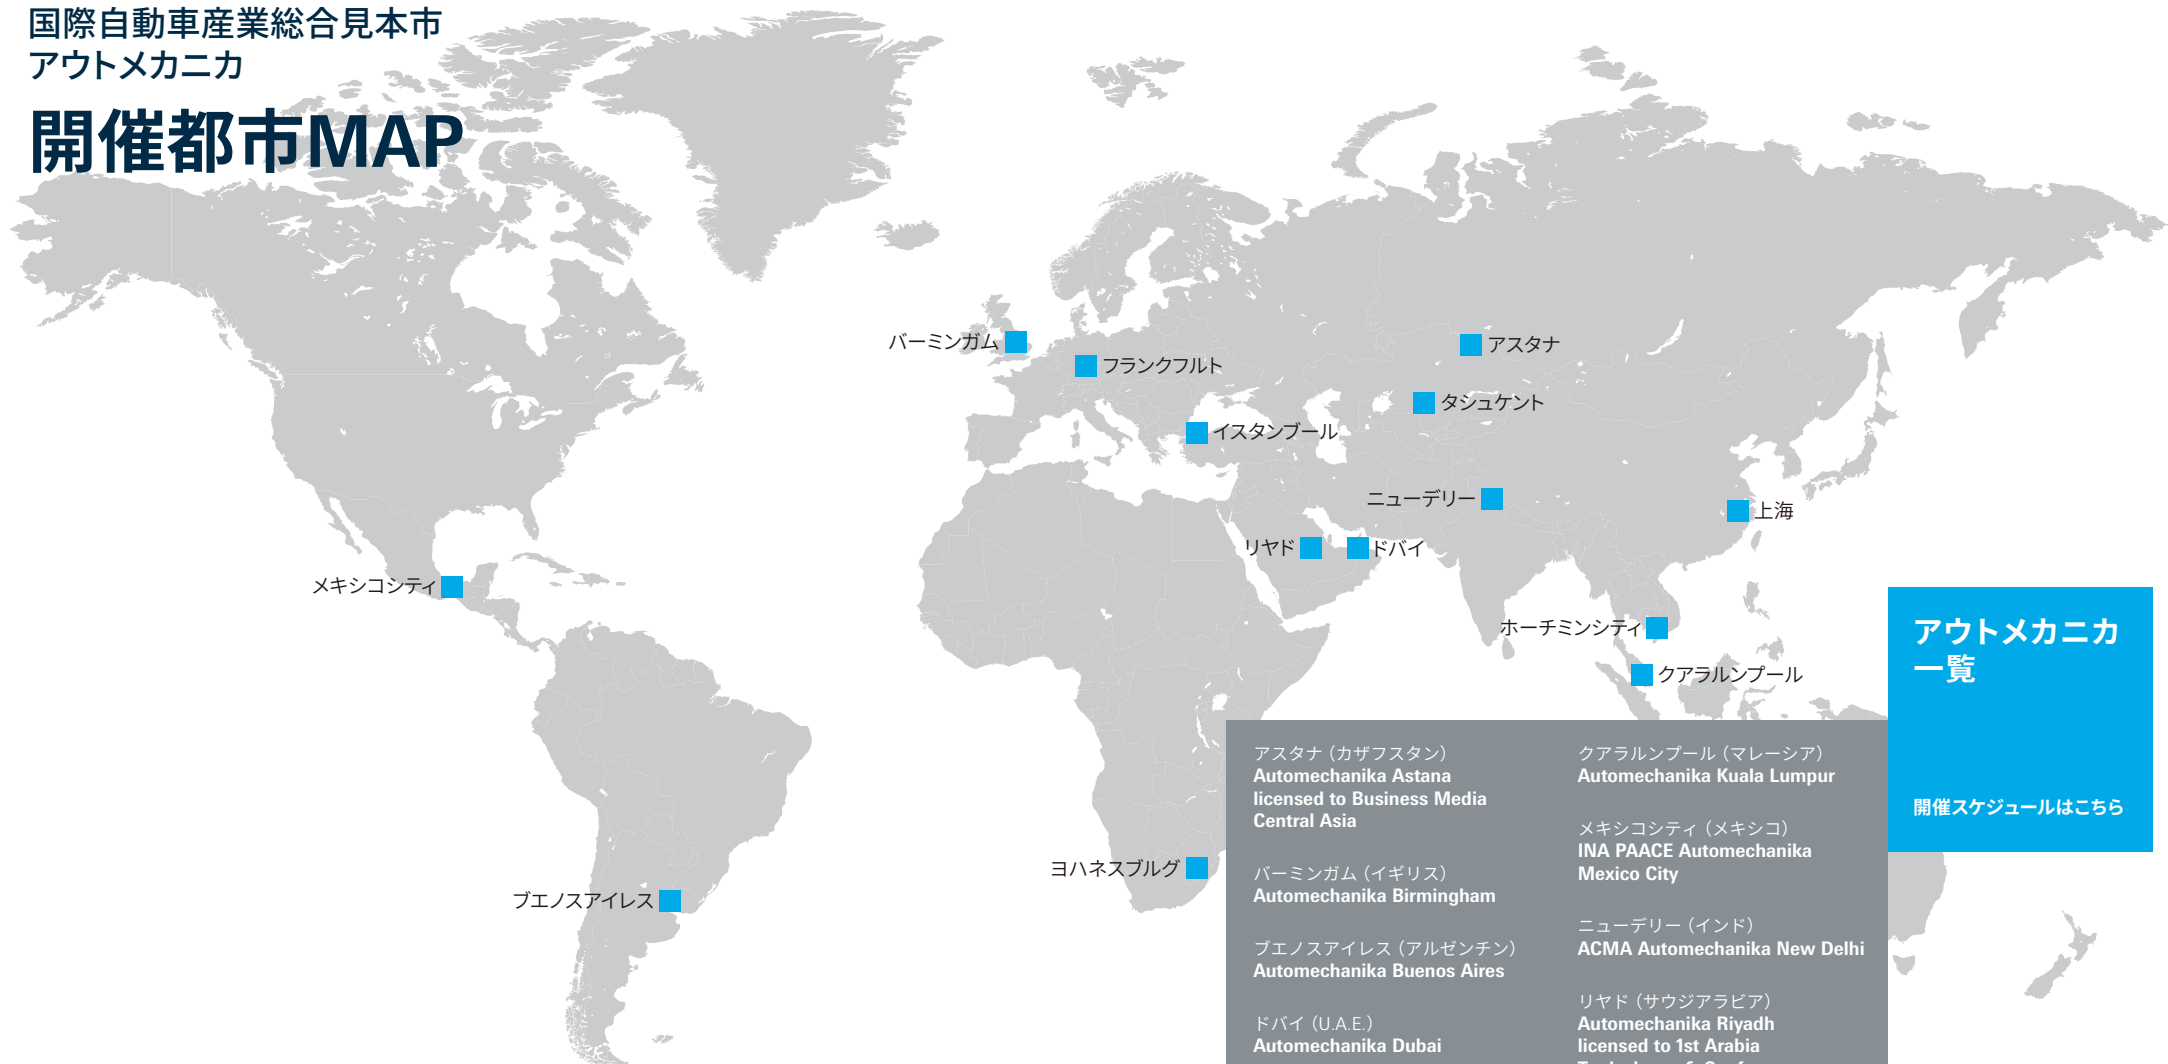 国際自動車産業総合見本市
アウトメカニカ
開催都市MAP
バーミンガム
フランクフルト
アスタナ
タシュケント
イスタンブール
ニューデリー
上海
リヤド
ドバイ
メキシコシティ
ホーチミンシティ
クアラルンプール
ヨハネスブルグ
ブエノスアイレス
アウトメカニカ
一覧
開催スケジュールはこちら
アスタナ（カザフスタン）
Automechanika Astana
licensed to Business Media
Central Asia
バーミンガム（イギリス）
Automechanika Birmingham
ブエノスアイレス（アルゼンチン）
Automechanika Buenos Aires
ドバイ（U.A.E.）
Automechanika Dubai
クアラルンプール（マレーシア）
Automechanika Kuala Lumpur
メキシコシティ（メキシコ）
INA PAACE Automechanika
Mexico City
ニューデリー（インド）
ACMA Automechanika New Delhi
リヤド（サウジアラビア）
Automechanika Riyadh
licensed to 1st Arabia